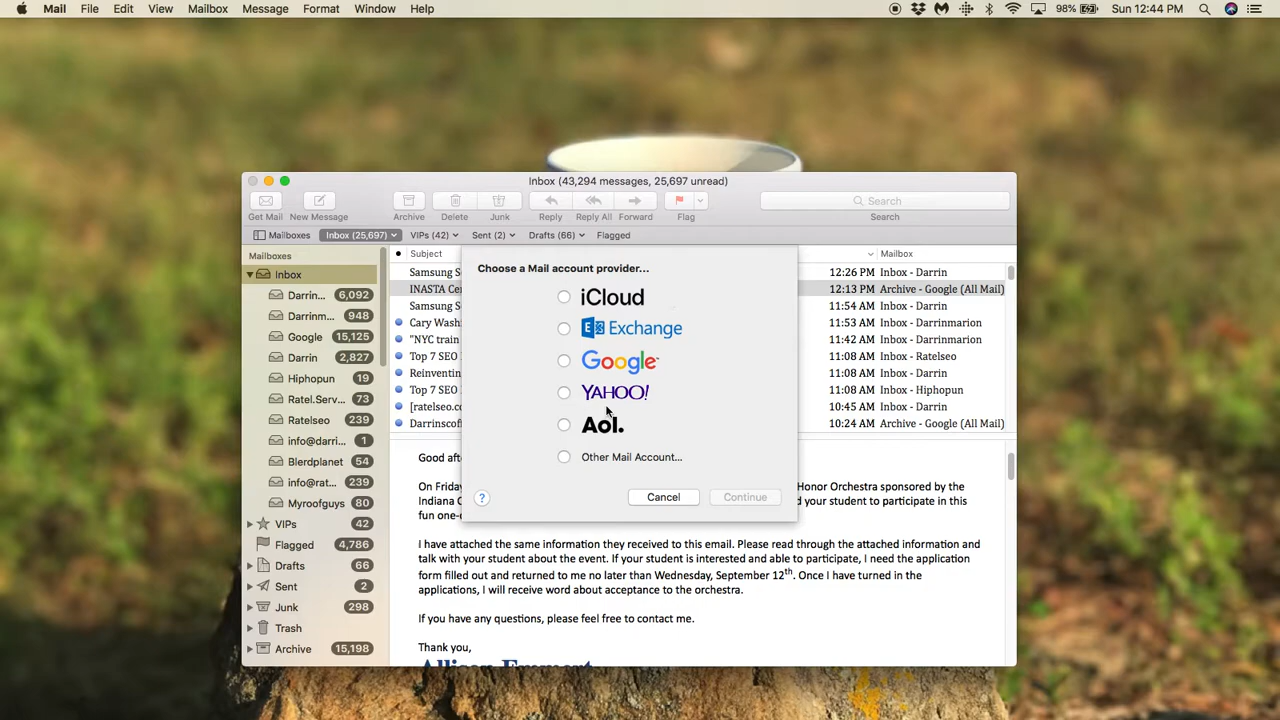 Mail File Edit View Mailbox Message Format Window Help
98% Sun 12:44 PM
Inbox (43,294 messages, 25,697 unread)
Get Mail New Message Archive Delete Junk Reply Reply All Forward Flag Search
Search
Mailboxes Inbox (25,697) VIPs (42) Sent (2) Drafts (66) Flagged
Mailboxes
Inbox
Darrin... 6,092
Darrinm... 948
Google 15,125
Darrin 2,827
Hiphopun 19
Ratel.Serv... 73
Ratelseo 239
info@darri... 1
Blerdplanet 54
info@rat... 239
Myroofguys 80
VIPs 42
Flagged 4,786
Drafts 66
Sent 2
Junk 298
Trash
Archive 15,198
Subject Mailbox
Samsung S 12:26 PM Inbox - Darrin
INASTA Cer 12:13 PM Archive - Google (All Mail)
Samsung S 11:54 AM Inbox - Darrin
Cary Wash 11:53 AM Inbox - Darrinmarion
"NYC train 11:42 AM Inbox - Darrinmarion
Top 7 SEO 11:08 AM Inbox - Ratelseo
Reinventin 11:08 AM Inbox - Darrin
Top 7 SEO 11:08 AM Inbox - Hiphopun
[ratelseo.co 10:45 AM Inbox - Darrin
Darrinscoff 10:24 AM Archive - Google (All Mail)
Choose a Mail account provider...
iCloud
E Exchange
Google
YAHOO!
Aol.
Other Mail Account...
? Cancel Continue
Good afte
On Friday Honor Orchestra sponsored by the
Indiana C d your student to participate in this
fun one-d
I have attached the same information they received to this email. Please read through the attached information and
talk with your student about the event. If your student is interested and able to participate, I need the application
form filled out and returned to me no later than Wednesday, September 12th. Once I have turned in the
applications, I will receive word about acceptance to the orchestra.
If you have any questions, please feel free to contact me.
Thank you,